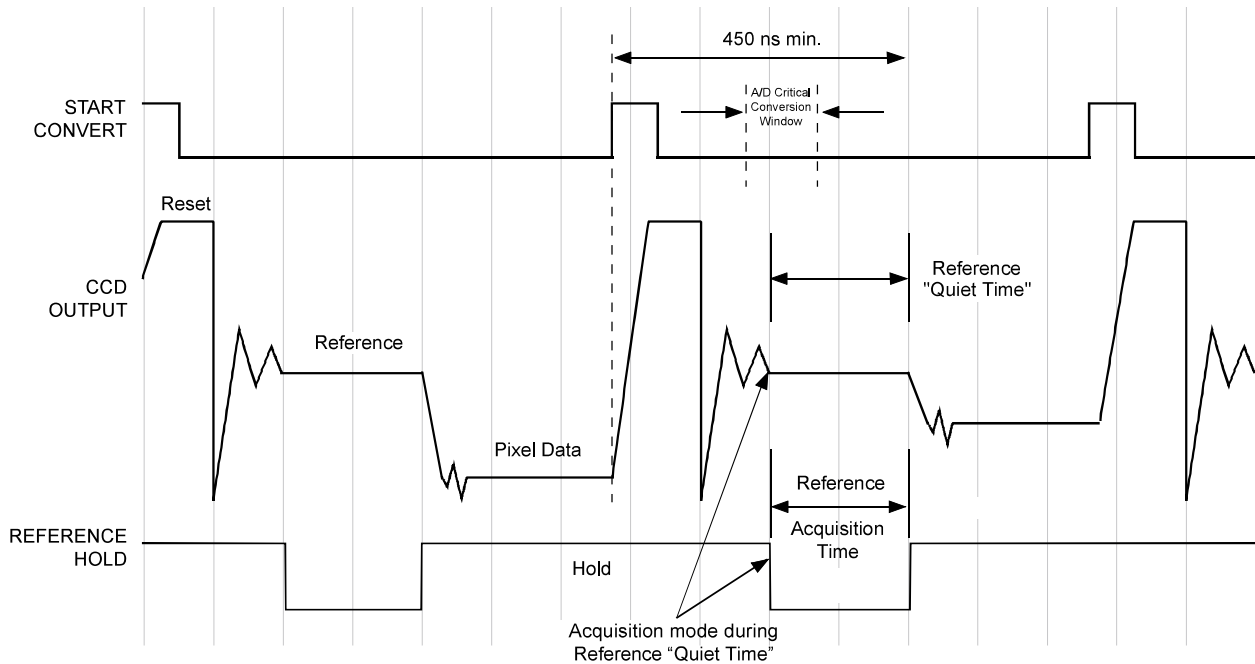 450 ns min.
START
CONVERT
A/D Critical
Conversion
Window
Reset
CCD
OUTPUT
Reference
"Quiet Time"
Reference
Pixel Data
Reference
Acquisition
Time
REFERENCE
HOLD
Hold
Acquisition mode during
Reference “Quiet Time”